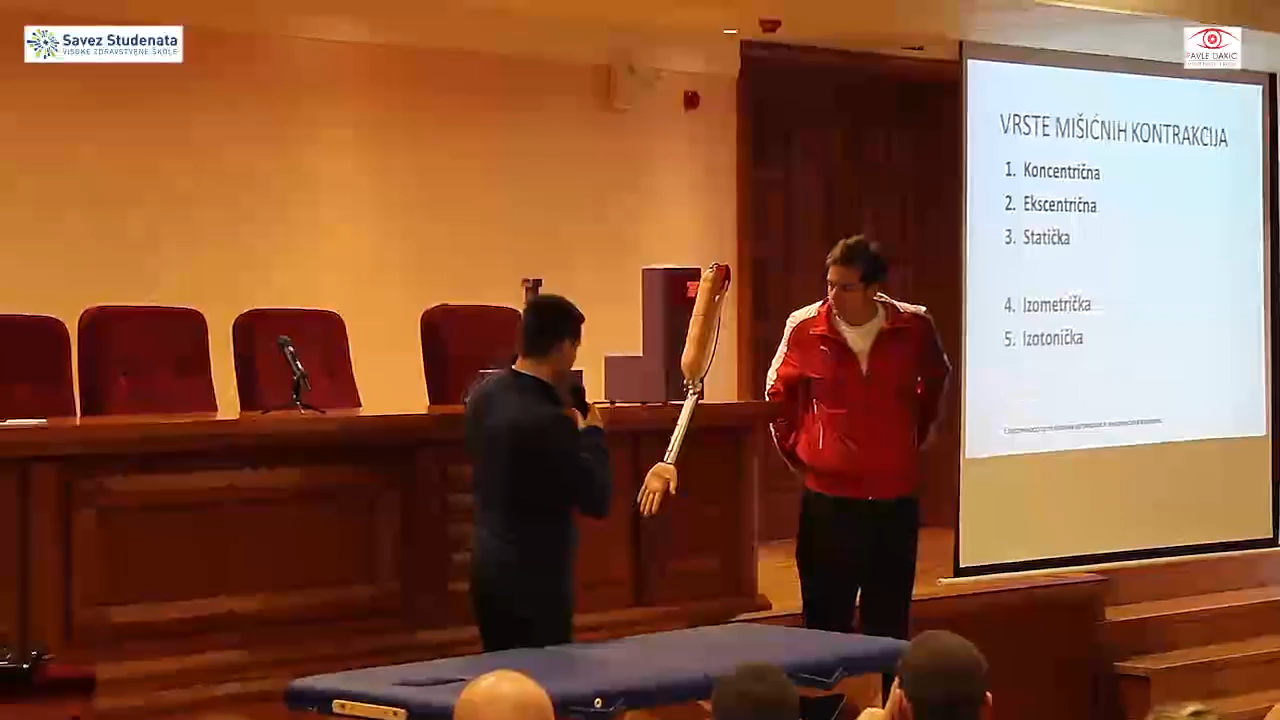 Savez Studenata
VISOKE ZDRAVSTVENE ŠKOLE
PAVLE DAKIC
VRSTE MIŠIĆNIH KONTRAKCIJA
1. Koncentrična
2. Ekscentrična
3. Statička
4. Izometrička
5. Izotonička